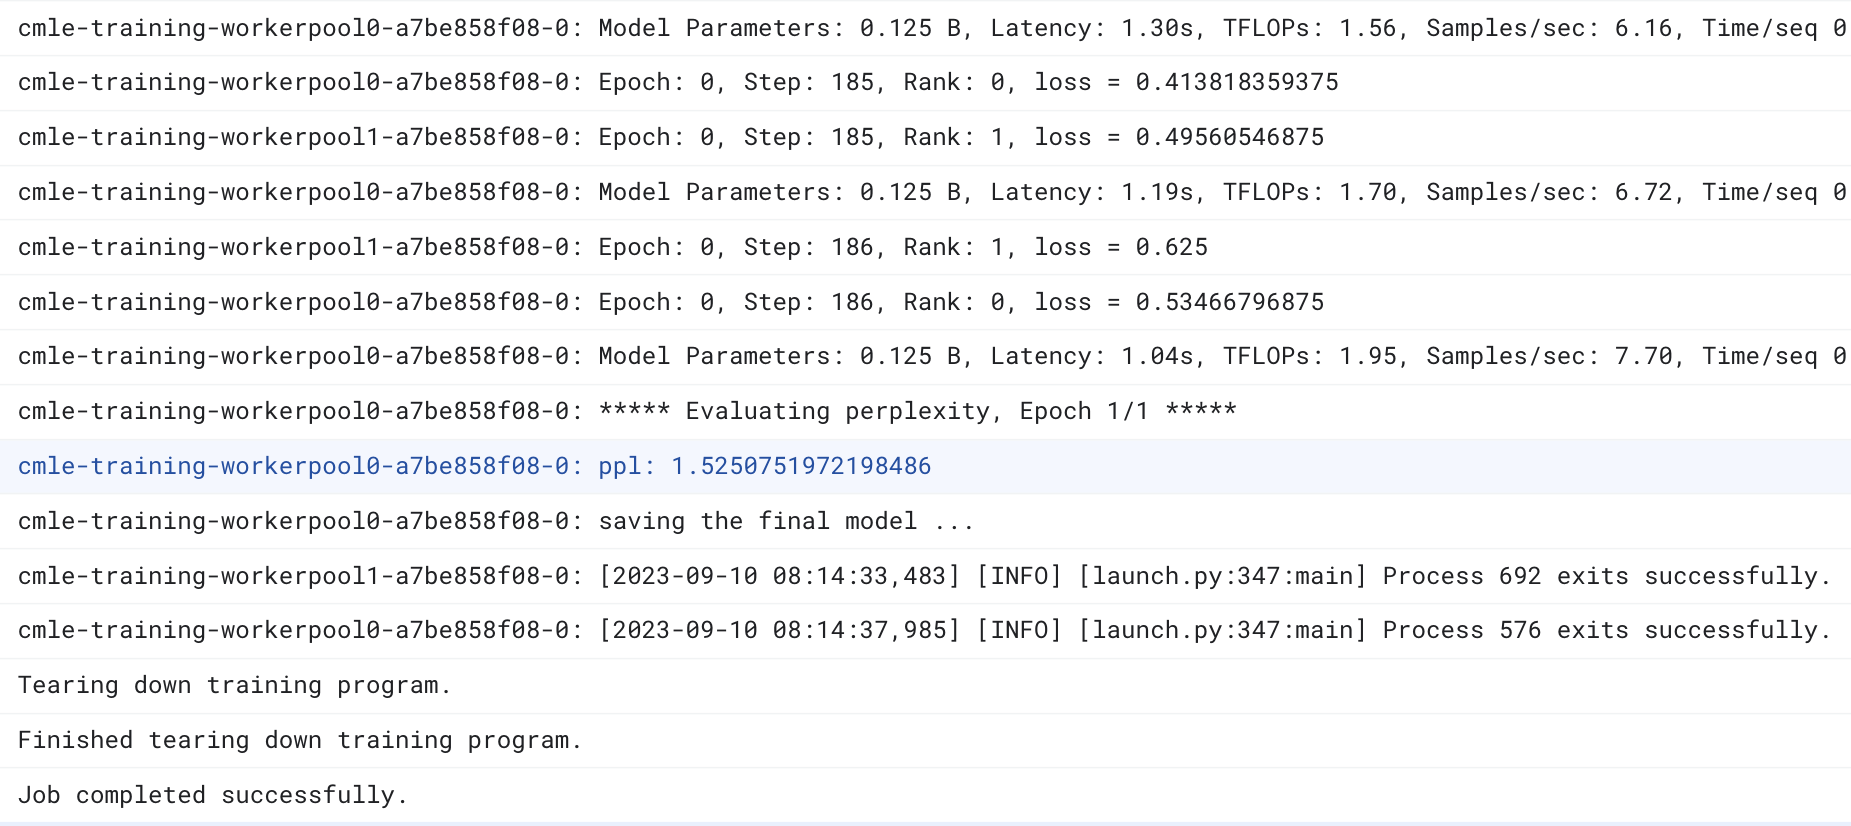 cmle-training-workerpool0-a7be858f08-0: Model Parameters: 0.125 B, Latency: 1.30s, TFLOPs: 1.56, Samples/sec: 6.16, Time/seq 0
cmle-training-workerpool0-a7be858f08-0: Epoch: 0, Step: 185, Rank: 0, loss = 0.413818359375
cmle-training-workerpool1-a7be858f08-0: Epoch: 0, Step: 185, Rank: 1, loss = 0.49560546875
cmle-training-workerpool0-a7be858f08-0: Model Parameters: 0.125 B, Latency: 1.19s, TFLOPs: 1.70, Samples/sec: 6.72, Time/seq 0
cmle-training-workerpool1-a7be858f08-0: Epoch: 0, Step: 186, Rank: 1, loss = 0.625
cmle-training-workerpool0-a7be858f08-0: Epoch: 0, Step: 186, Rank: 0, loss = 0.53466796875
cmle-training-workerpool0-a7be858f08-0: Model Parameters: 0.125 B, Latency: 1.04s, TFLOPs: 1.95, Samples/sec: 7.70, Time/seq 0
cmle-training-workerpool0-a7be858f08-0: ***** Evaluating perplexity, Epoch 1/1 *****
cmle-training-workerpool0-a7be858f08-0: ppl: 1.5250751972198486
cmle-training-workerpool0-a7be858f08-0: saving the final model ...
cmle-training-workerpool1-a7be858f08-0: [2023-09-10 08:14:33,483] [INFO] [launch.py:347:main] Process 692 exits successfully.
cmle-training-workerpool0-a7be858f08-0: [2023-09-10 08:14:37,985] [INFO] [launch.py:347:main] Process 576 exits successfully.
Tearing down training program.
Finished tearing down training program.
Job completed successfully.